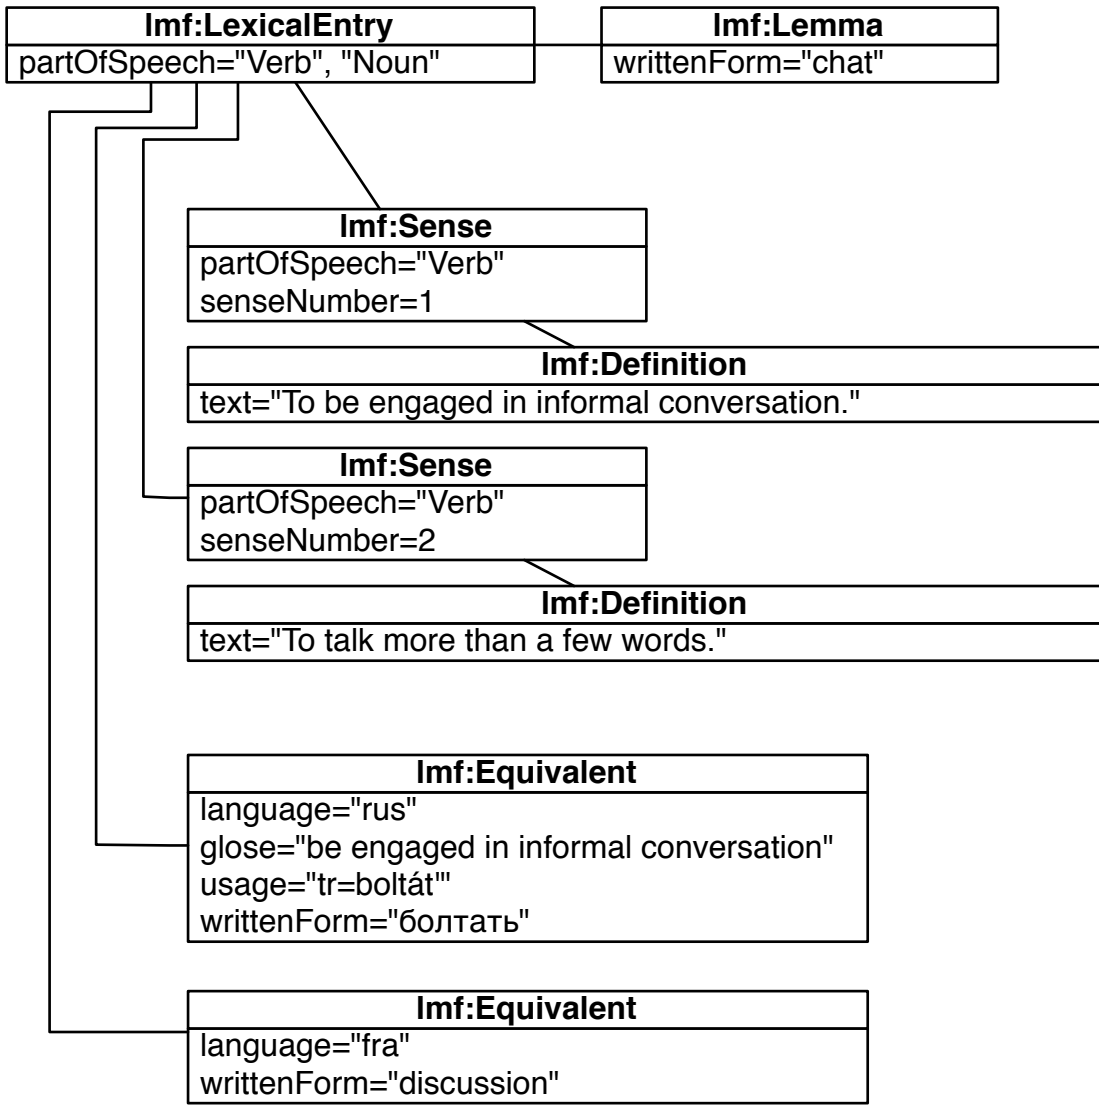 lmf:LexicalEntry
partOfSpeech="Verb", "Noun"
lmf:Lemma
writtenForm="chat"
lmf:Sense
partOfSpeech="Verb"
senseNumber=1
lmf:Definition
text="To be engaged in informal conversation."
lmf:Sense
partOfSpeech="Verb"
senseNumber=2
lmf:Definition
text="To talk more than a few words."
lmf:Equivalent
language="rus"
glose="be engaged in informal conversation"
usage="tr=boltát'"
writtenForm="болтать"
lmf:Equivalent
language="fra"
writtenForm="discussion"